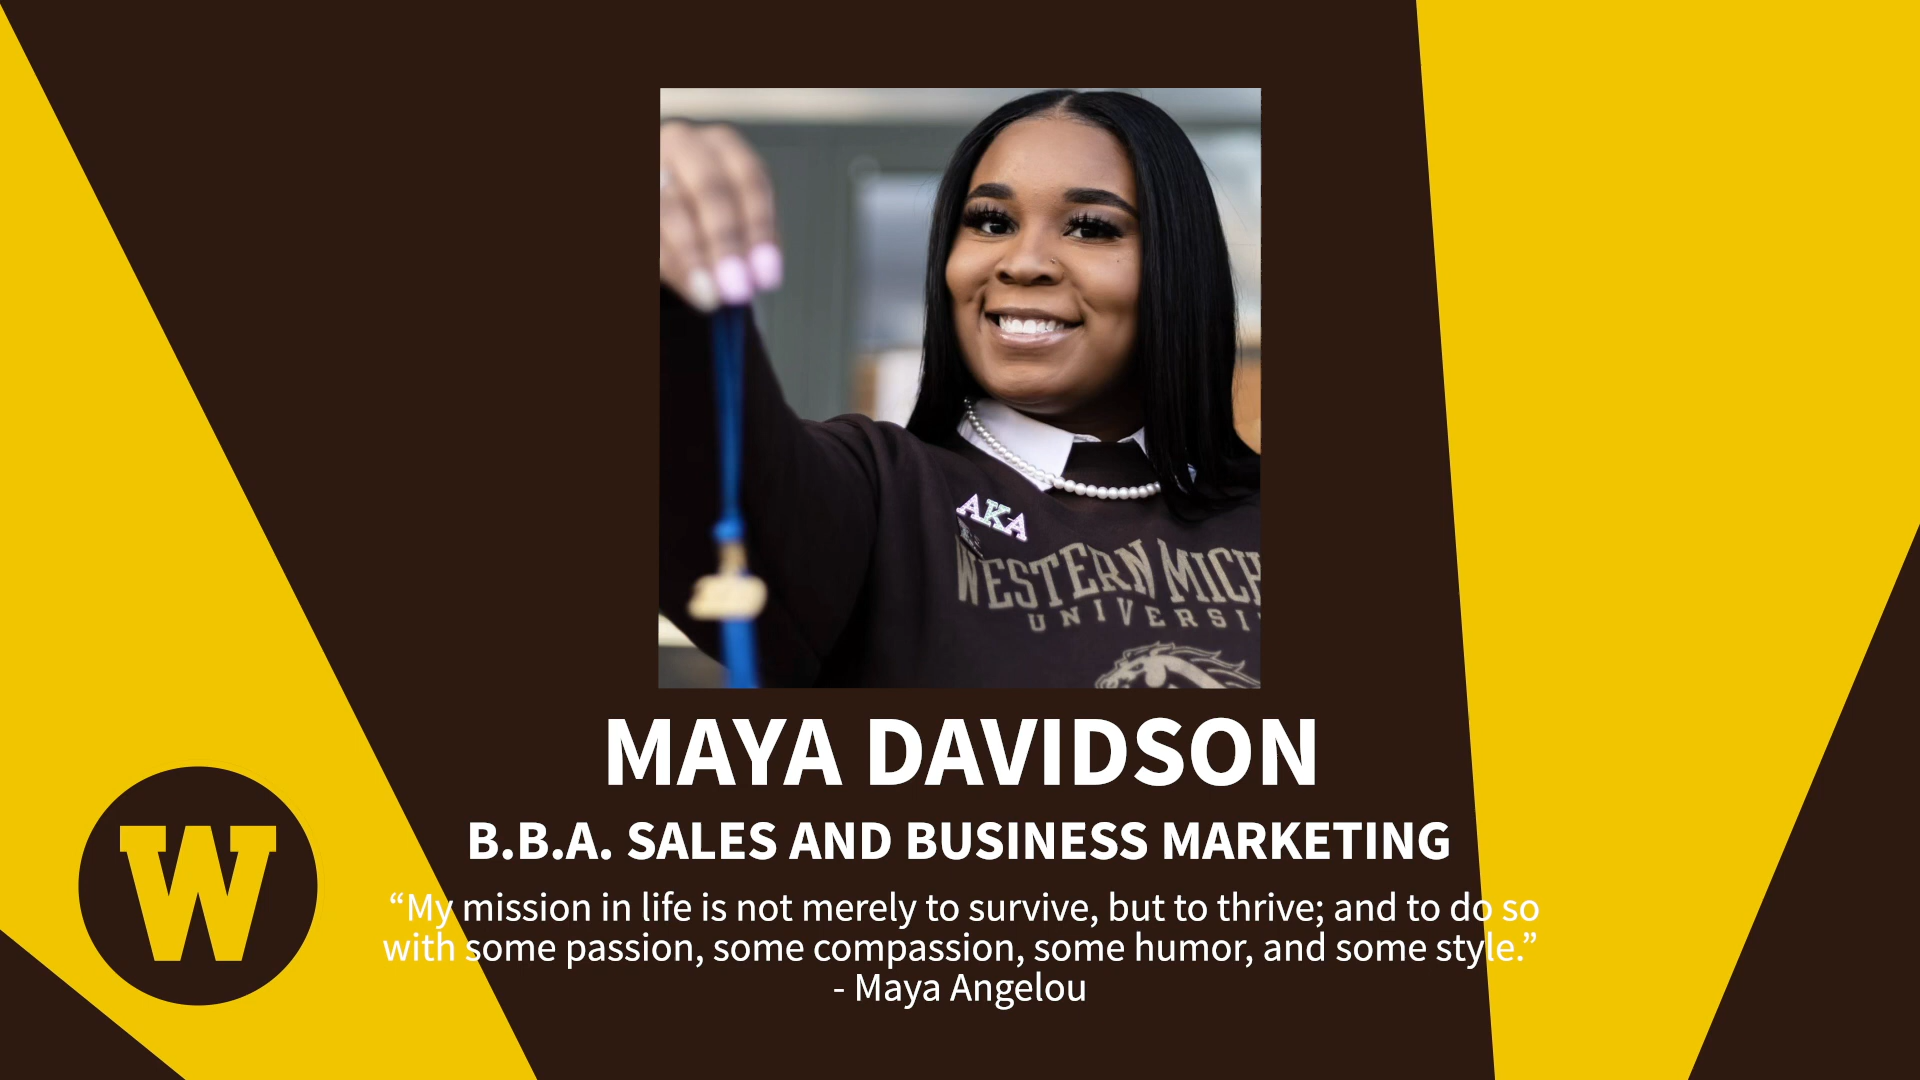 AKA
WESTERN MICH
UNIVERSI
MAYA DAVIDSON
B.B.A. SALES AND BUSINESS MARKETING
“My mission in life is not merely to survive, but to thrive; and to do so
with some passion, some compassion, some humor, and some style.”
- Maya Angelou
W